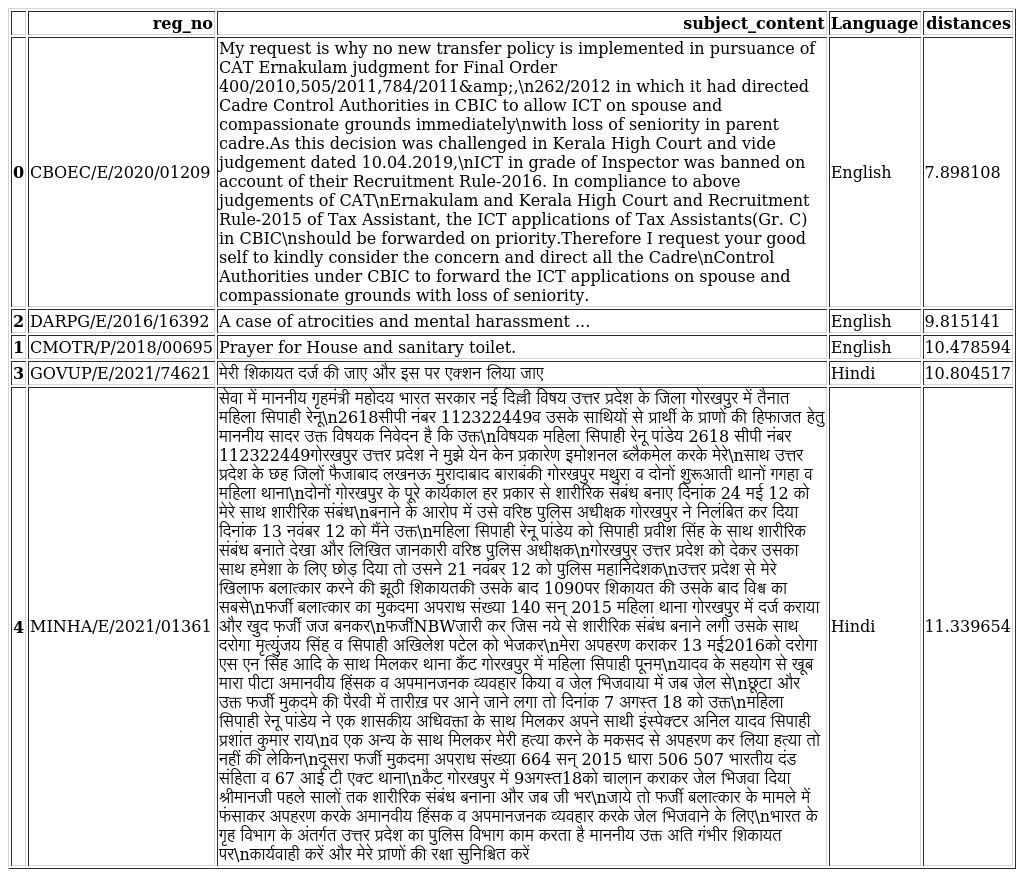 reg_no subject_content Language distances
My request is why no new transfer policy is implemented in pursuance of
CAT Ernakulam judgment for Final Order
400/2010,505/2011,784/2011&amp;,\n262/2012 in which it had directed
Cadre Control Authorities in CBIC to allow ICT on spouse and
compassionate grounds immediately\nwith loss of seniority in parent
cadre.As this decision was challenged in Kerala High Court and vide
judgement dated 10.04.2019,\nICT in grade of Inspector was banned on
0 CBOEC/E/2020/01209 account of their Recruitment Rule-2016. In compliance to above English 7.898108
judgements of CAT\nErnakulam and Kerala High Court and Recruitment
Rule-2015 of Tax Assistant, the ICT applications of Tax Assistants(Gr. C)
in CBIC\nshould be forwarded on priority.Therefore I request your good
self to kindly consider the concern and direct all the Cadre\nControl
Authorities under CBIC to forward the ICT applications on spouse and
compassionate grounds with loss of seniority.
2 DARPG/E/2016/16392 A case of atrocities and mental harassment ... English 9.815141
1 CMOTR/P/2018/00695 Prayer for House and sanitary toilet. English 10.478594
3 GOVUP/E/2021/74621 मेरी शिकायत दर्ज की जाए और इस पर एक्शन लिया जाए Hindi 10.804517
सेवा में माननीय गृहमंत्री महोदय भारत सरकार नई दिल्ली विषय उत्तर प्रदेश के जिला गोरखपुर में तैनात
महिला सिपाही रेनू\n2618सीपी नंबर 112322449व उसके साथियों से प्रार्थी के प्राणों की हिफाजत हेतु
माननीय सादर उक्त विषयक निवेदन है कि उक्त\nविषयक महिला सिपाही रेनू पांडेय 2618 सीपी नंबर
112322449गोरखपुर उत्तर प्रदेश ने मुझे येन केन प्रकारेण इमोशनल ब्लैकमेल करके मेरे\nसाथ उत्तर
प्रदेश के छह जिलों फैजाबाद लखनऊ मुरादाबाद बाराबंकी गोरखपुर मथुरा व दोनों शुरूआती थानों गगहा व
महिला थाना\nदोनों गोरखपुर के पूरे कार्यकाल हर प्रकार से शारीरिक संबंध बनाए दिनांक 24 मई 12 को
मेरे साथ शारीरिक संबंध\nबनाने के आरोप में उसे वरिष्ठ पुलिस अधीक्षक गोरखपुर ने निलंबित कर दिया
दिनांक 13 नवंबर 12 को मैंने उक्त\nमहिला सिपाही रेनू पांडेय को सिपाही प्रवीश सिंह के साथ शारीरिक
संबंध बनाते देखा और लिखित जानकारी वरिष्ठ पुलिस अधीक्षक\nगोरखपुर उत्तर प्रदेश को देकर उसका
साथ हमेशा के लिए छोड़ दिया तो उसने 21 नवंबर 12 को पुलिस महानिदेशक\nउत्तर प्रदेश से मेरे
खिलाफ बलात्कार करने की झूठी शिकायतकी उसके बाद 1090पर शिकायत की उसके बाद विश्व का
सबसे\nफर्जी बलात्कार का मुकदमा अपराध संख्या 140 सन् 2015 महिला थाना गोरखपुर में दर्ज कराया
4 MINHA/E/2021/01361 और खुद फर्जी जज बनकर\nफर्जीNBWजारी कर जिस नये से शारीरिक संबंध बनाने लगी उसके साथ Hindi 11.339654
दरोगा मृत्युंजय सिंह व सिपाही अखिलेश पटेल को भेजकर\nमेरा अपहरण कराकर 13 मई2016को दरोगा
एस एन सिंह आदि के साथ मिलकर थाना कैंट गोरखपुर में महिला सिपाही पूनम\nयादव के सहयोग से खूब
मारा पीटा अमानवीय हिंसक व अपमानजनक व्यवहार किया व जेल भिजवाया में जब जेल से\nछूटा और
उक्त फर्जी मुकदमे की पैरवी में तारीख़ पर आने जाने लगा तो दिनांक 7 अगस्त 18 को उक्त\nमहिला
सिपाही रेनू पांडेय ने एक शासकीय अधिवक्ता के साथ मिलकर अपने साथी इंस्पेक्टर अनिल यादव सिपाही
प्रशांत कुमार राय\nव एक अन्य के साथ मिलकर मेरी हत्या करने के मकसद से अपहरण कर लिया हत्या तो
नहीं की लेकिन\nदूसरा फर्जी मुकदमा अपराध संख्या 664 सन् 2015 धारा 506 507 भारतीय दंड
संहिता व 67 आई टी एक्ट थाना\nकैट गोरखपुर में 9अगस्त18को चालान कराकर जेल भिजवा दिया
श्रीमानजी पहले सालों तक शारीरिक संबंध बनाना और जब जी भर\nजाये तो फर्जी बलात्कार के मामले में
फंसाकर अपहरण करके अमानवीय हिंसक व अपमानजनक व्यवहार करके जेल भिजवाने के लिए\nभारत के
गृह विभाग के अंतर्गत उत्तर प्रदेश का पुलिस विभाग काम करता है माननीय उक्त अति गंभीर शिकायत
पर\nकार्यवाही करें और मेरे प्राणों की रक्षा सुनिश्चित करें